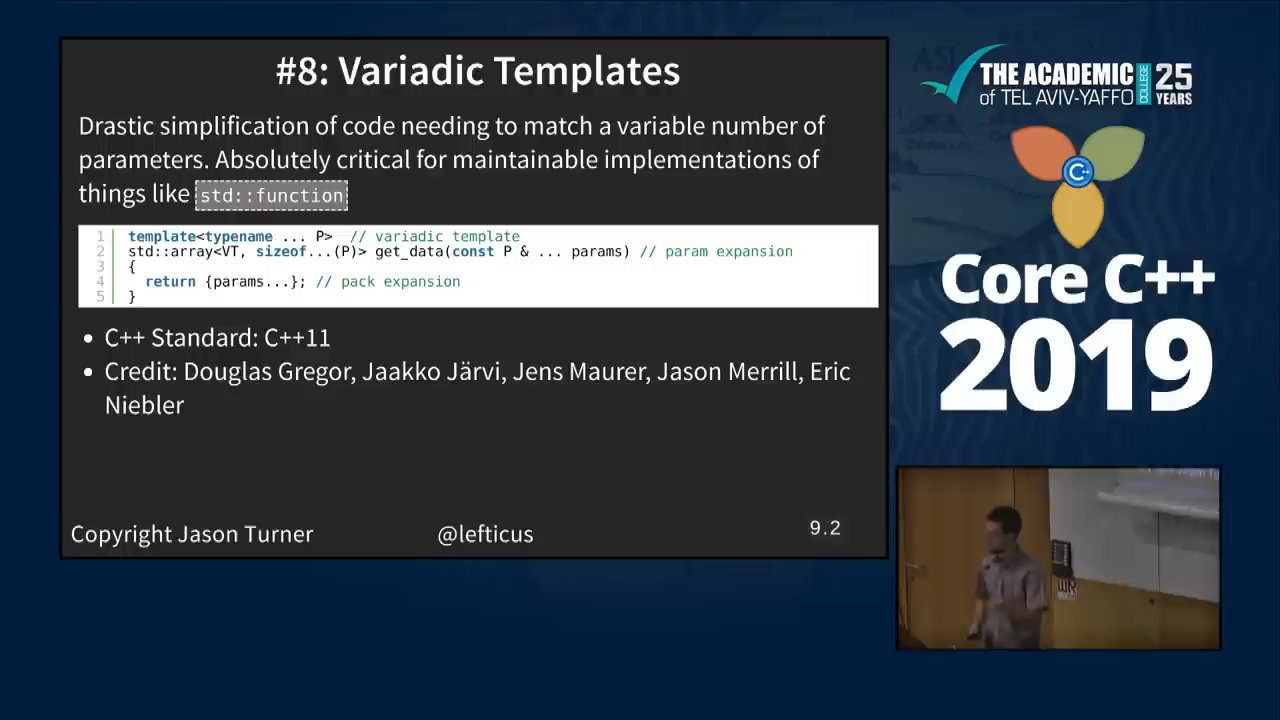 #8: Variadic Templates
Drastic simplification of code needing to match a variable number of
parameters. Absolutely critical for maintainable implementations of
things like std::function
1 template<typename ... P> // variadic template
2 std::array<VT, sizeof...(P)> get_data(const P & ... params) // param expansion
3 {
4 return {params...}; // pack expansion
5 }
• C++ Standard: C++11
• Credit: Douglas Gregor, Jaakko Järvi, Jens Maurer, Jason Merrill, Eric
Niebler
Copyright Jason Turner @lefticus 9.2
THE ACADEMIC COLLEGE 25
of TEL AVIV-YAFFO YEARS
C++
Core C++
2019